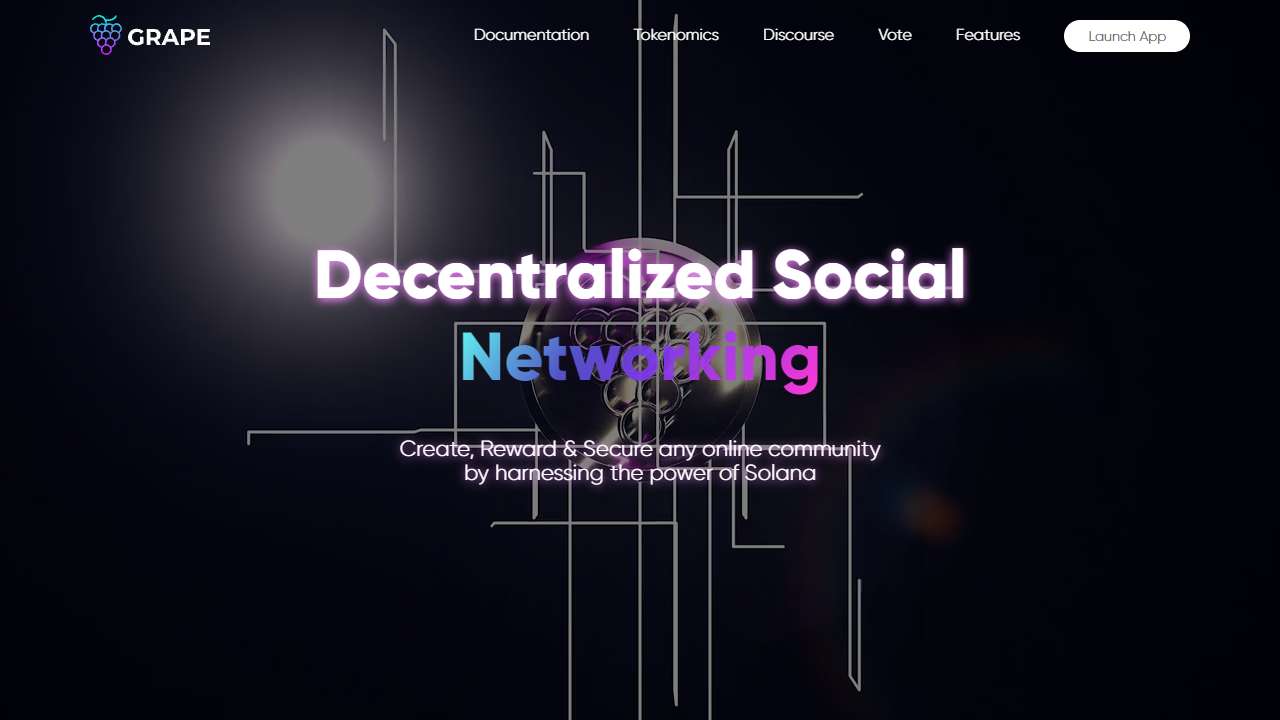 GRAPE
Documentation
Tokenomics
Discourse
Vote
Features
Launch App
Decentralized Social
Networking
Create, Reward & Secure any online community
by harnessing the power of Solana